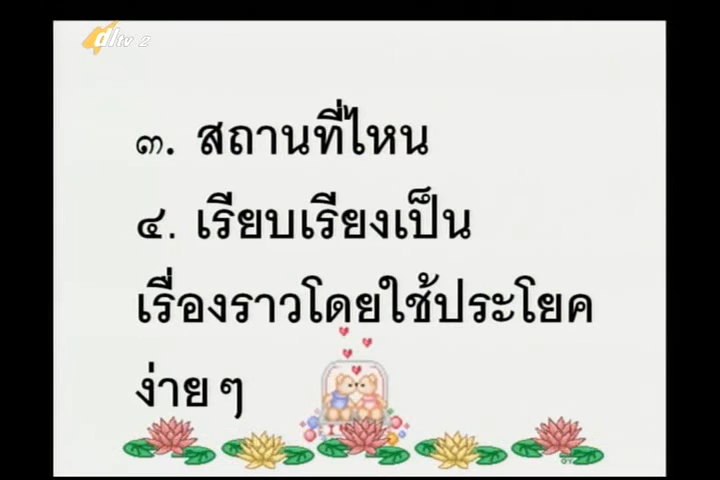 dltv 2
๓. สถานที่ไหน
๔. เรียบเรียงเป็น
เรื่องราวโดยใช้ประโยค
ง่ายๆ